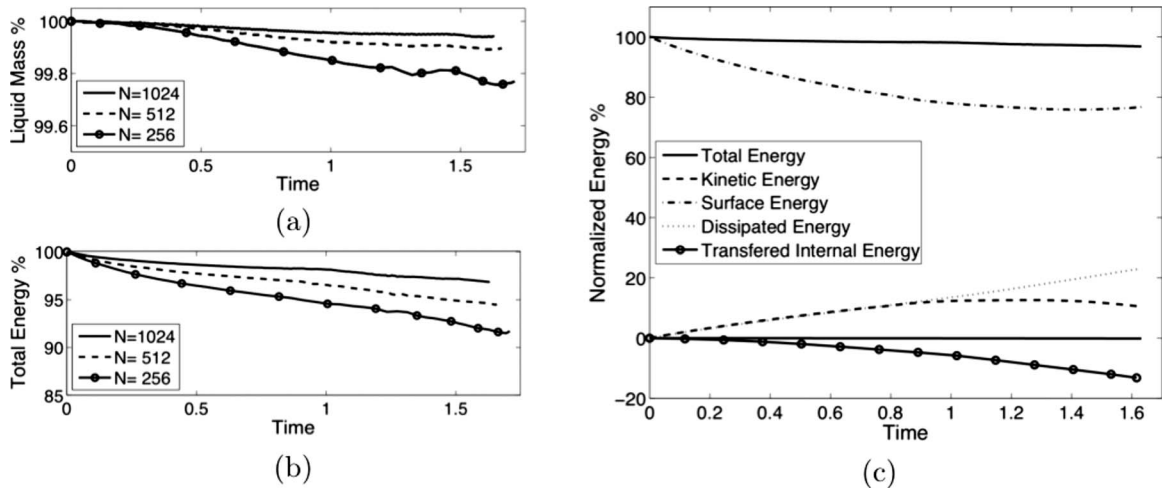 100
99.8
99.6
Liquid Mass %
N=1024
N= 512
N= 256
0
0.5
1
1.5
Time
(a)
100
95
90
85
Total Energy %
N=1024
N= 512
N= 256
0
0.5
1
1.5
Time
(b)
100
80
60
40
20
0
−20
Normalized Energy %
Total Energy
Kinetic Energy
Surface Energy
Dissipated Energy
Transfered Internal Energy
0
0.2
0.4
0.6
0.8
1
1.2
1.4
1.6
Time
(c)